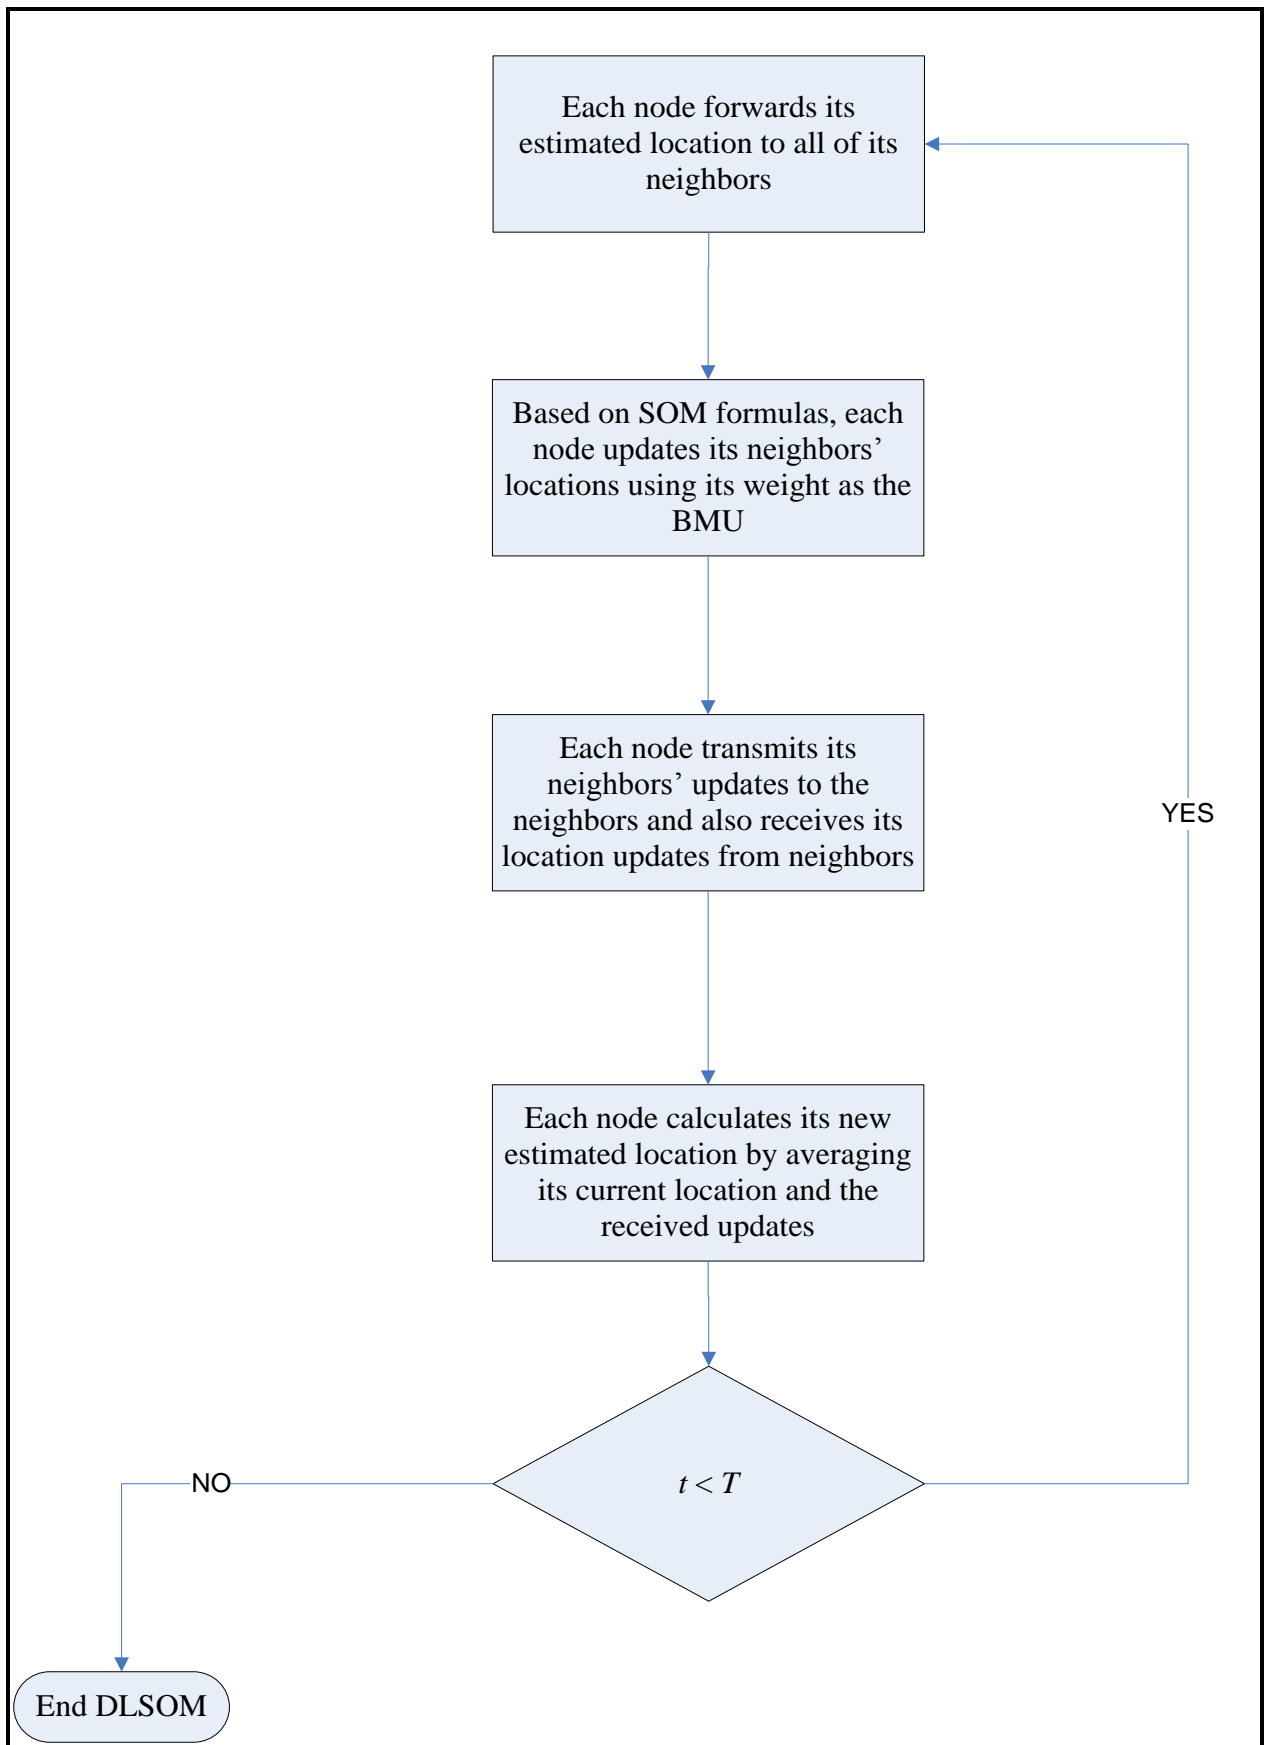 Each node forwards its
estimated location to all of its
neighbors
Based on SOM formulas, each
node updates its neighbors’
locations using its weight as the
BMU
Each node transmits its
neighbors’ updates to the
neighbors and also receives its
location updates from neighbors
YES
Each node calculates its new
estimated location by averaging
its current location and the
received updates
NO
t < T
End DLSOM